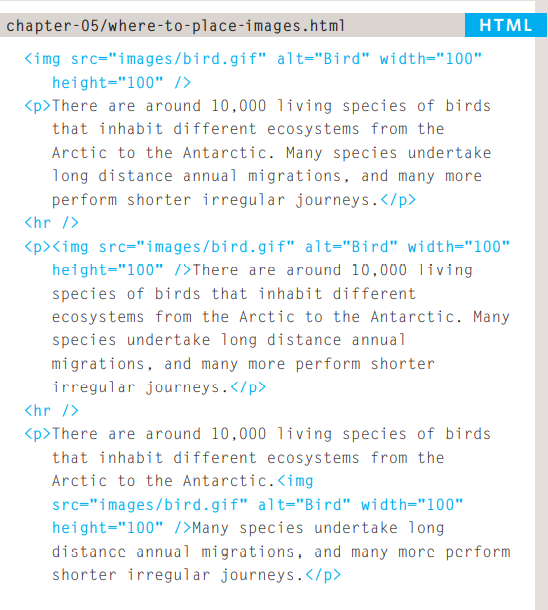 chapter-05/where-to-place-images.html HTML
<img src="images/bird.gif" alt="Bird" width="100"
height="100" />
<p>There are around 10,000 living species of birds
that inhabit different ecosystems from the
Arctic to the Antarctic. Many species undertake
long distance annual migrations, and many more
perform shorter irregular journeys.</p>
<hr />
<p><img src="images/bird.gif" alt="Bird" width="100"
height="100" />There are around 10,000 living
species of birds that inhabit different
ecosystems from the Arctic to the Antarctic. Many
species undertake long distance annual
migrations, and many more perform shorter
irregular journeys.</p>
<hr />
<p>There are around 10,000 living species of birds
that inhabit different ecosystems from the
Arctic to the Antarctic.<img
src="images/bird.gif" alt="Bird" width="100"
height="100" />Many species undertake long
distance annual migrations, and many more perform
shorter irregular journeys.</p>